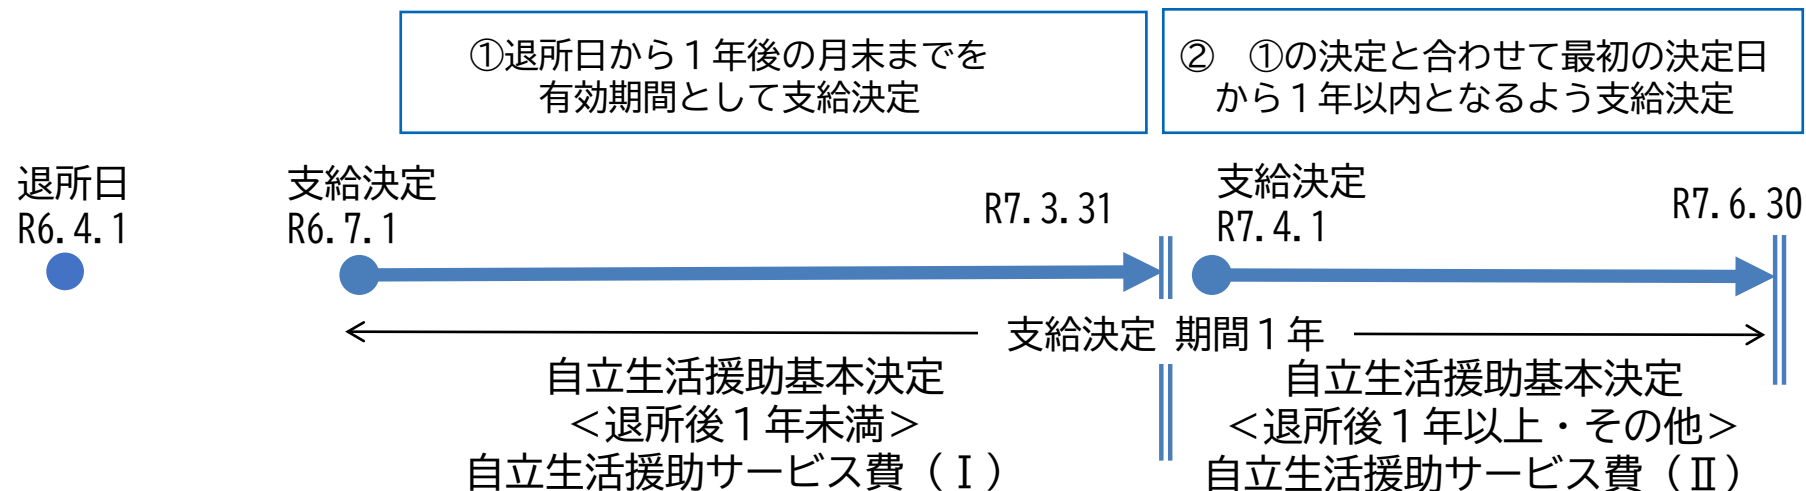 ①退所日から１年後の月末までを
有効期間として支給決定
②　①の決定と合わせて最初の決定日
から１年以内となるよう支給決定
退所日
R6.4.1
支給決定
R6.7.1
R7.3.31
支給決定
R7.4.1
R7.6.30
支給決定 期間１年
自立生活援助基本決定
＜退所後１年未満＞
自立生活援助サービス費（Ⅰ）
自立生活援助基本決定
＜退所後１年以上・その他＞
自立生活援助サービス費（Ⅱ）